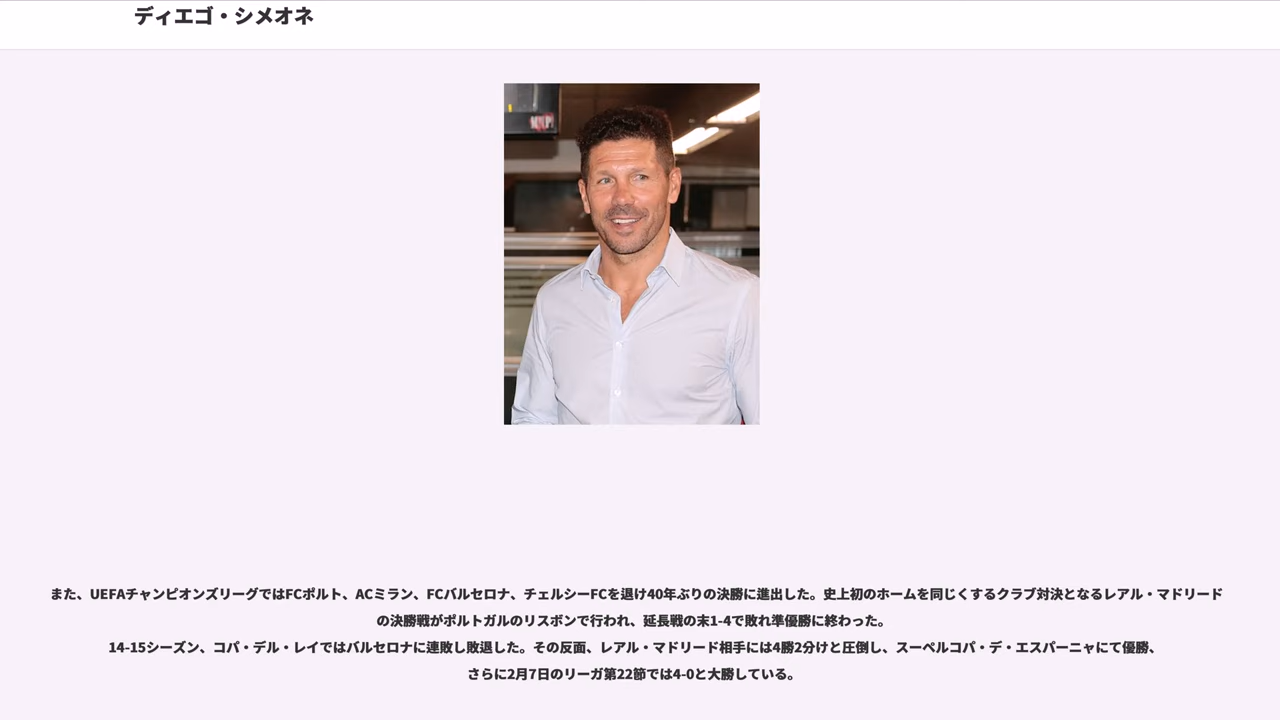 ディエゴ・シメオネ
また、UEFAチャンピオンズリーグではFCポルト、ACミラン、FCバルセロナ、チェルシーFCを退け40年ぶりの決勝に進出した。史上初のホームを同じくするクラブ対決となるレアル・マドリード
の決勝戦がポルトガルのリスボンで行われ、延長戦の末1-4で敗れ準優勝に終わった。
14-15シーズン、コパ・デル・レイではバルセロナに連敗し敗退した。その反面、レアル・マドリード相手には4勝2分けと圧倒し、スーペルコパ・デ・エスパーニャにて優勝、
さらに2月7日のリーガ第22節では4-0と大勝している。